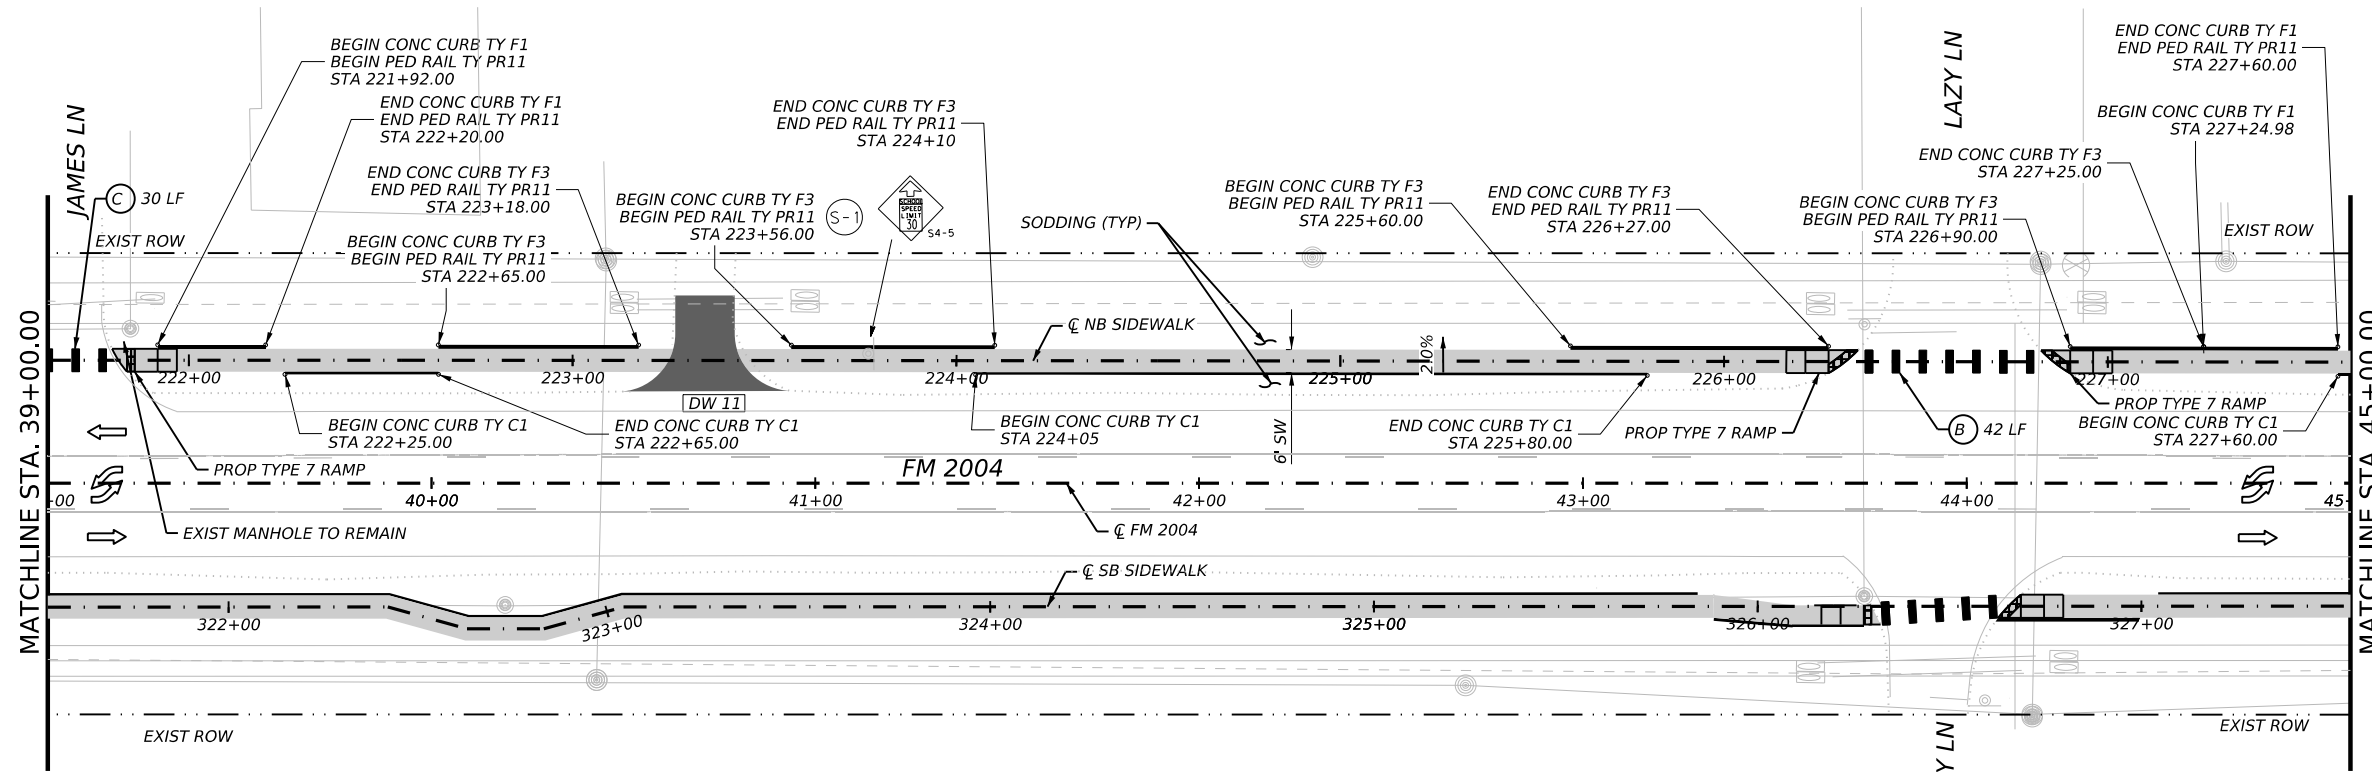 BEGIN CONC CURB TY F1
BEGIN PED RAIL TY PR11
STA 221+92.00
END CONC CURB TY F1
END PED RAIL TY PR11
STA 222+20.00
END CONC CURB TY F3
END PED RAIL TY PR11
STA 223+18.00
BEGIN CONC CURB TY F3
BEGIN PED RAIL TY PR11
STA 222+65.00
JAMES LN
C 30 LF
EXIST ROW
BEGIN CONC CURB TY F3
BEGIN PED RAIL TY PR11
STA 223+56.00
END CONC CURB TY F3
END PED RAIL TY PR11
STA 224+10
S-1
SCHOOL
SPEED
LIMIT
30
S4-5
SODDING (TYP)
BEGIN CONC CURB TY F3
BEGIN PED RAIL TY PR11
STA 225+60.00
END CONC CURB TY F3
END PED RAIL TY PR11
STA 226+27.00
BEGIN CONC CURB TY F3
BEGIN PED RAIL TY PR11
STA 226+90.00
END CONC CURB TY F3
STA 227+25.00
BEGIN CONC CURB TY F1
STA 227+24.98
END CONC CURB TY F1
END PED RAIL TY PR11
STA 227+60.00
LAZY LN
EXIST ROW
℄ NB SIDEWALK
2.0%
222+00
223+00
224+00
225+00
226+00
227+00
DW 11
BEGIN CONC CURB TY C1
STA 222+25.00
END CONC CURB TY C1
STA 222+65.00
BEGIN CONC CURB TY C1
STA 224+05
6' SW
END CONC CURB TY C1
STA 225+80.00
PROP TYPE 7 RAMP
B 42 LF
PROP TYPE 7 RAMP
BEGIN CONC CURB TY C1
STA 227+60.00
PROP TYPE 7 RAMP
FM 2004
-00
40+00
41+00
42+00
43+00
44+00
45-
EXIST MANHOLE TO REMAIN
℄ FM 2004
℄ SB SIDEWALK
322+00
323+00
324+00
325+00
326+00
327+00
EXIST ROW
EXIST ROW
Y LN
MATCHLINE STA. 39+00.00
MATCHLINE STA. 45+00.00